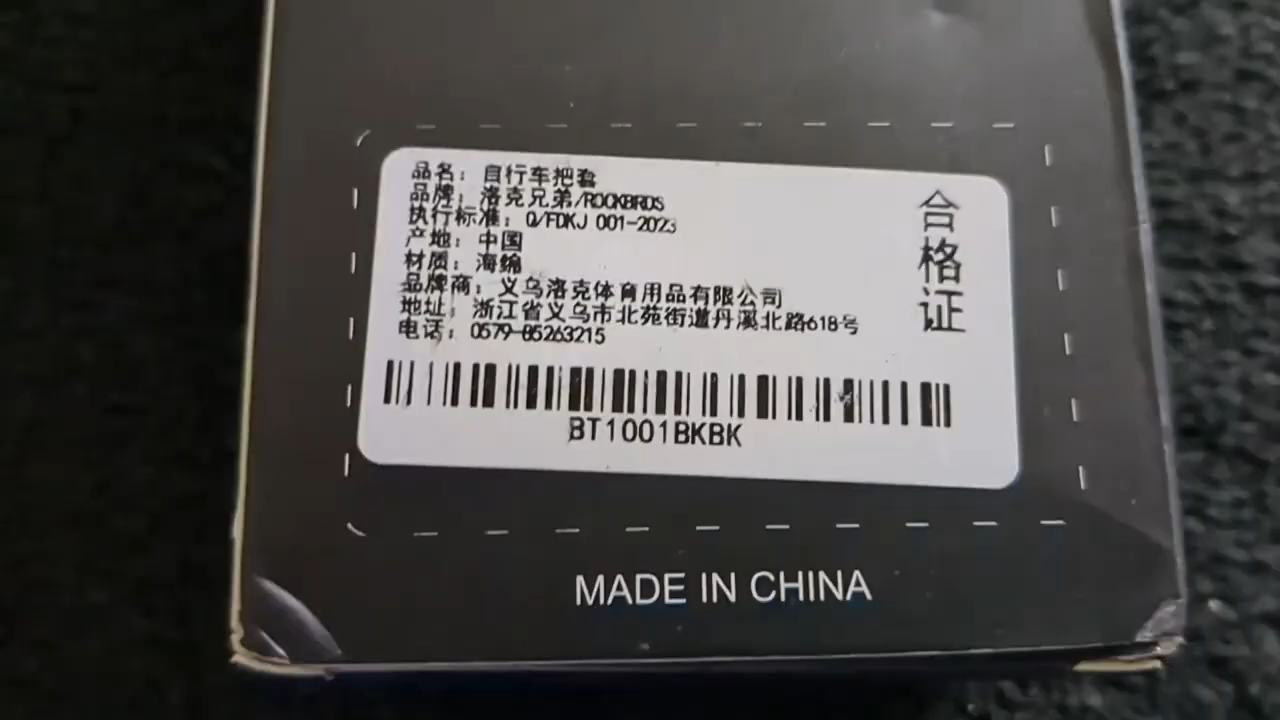 品名：自行车把套
品牌：洛克兄弟/ROCKBROS
执行标准：Q/FDKJ 001-2023
产地：中国
材质：海绵
品牌商：义乌洛克体育用品有限公司
地址：浙江省义乌市北苑街道丹溪北路618号
电话：0579-85263215
合格证
BT1001BKBK
MADE IN CHINA